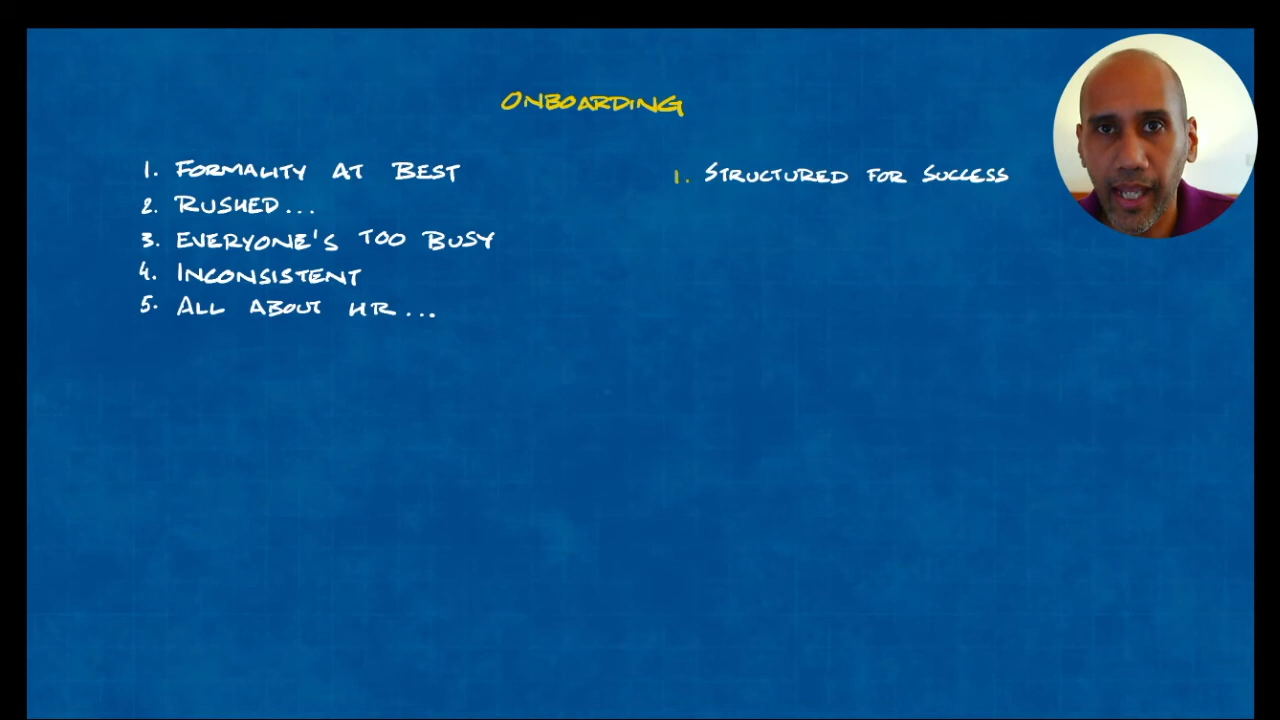 ONBOARDING
1. FORMALITY AT BEST
2. RUSHED...
3. EVERYONE'S TOO BUSY
4. INCONSISTENT
5. ALL ABOUT HR...
1. STRUCTURED FOR SUCCESS